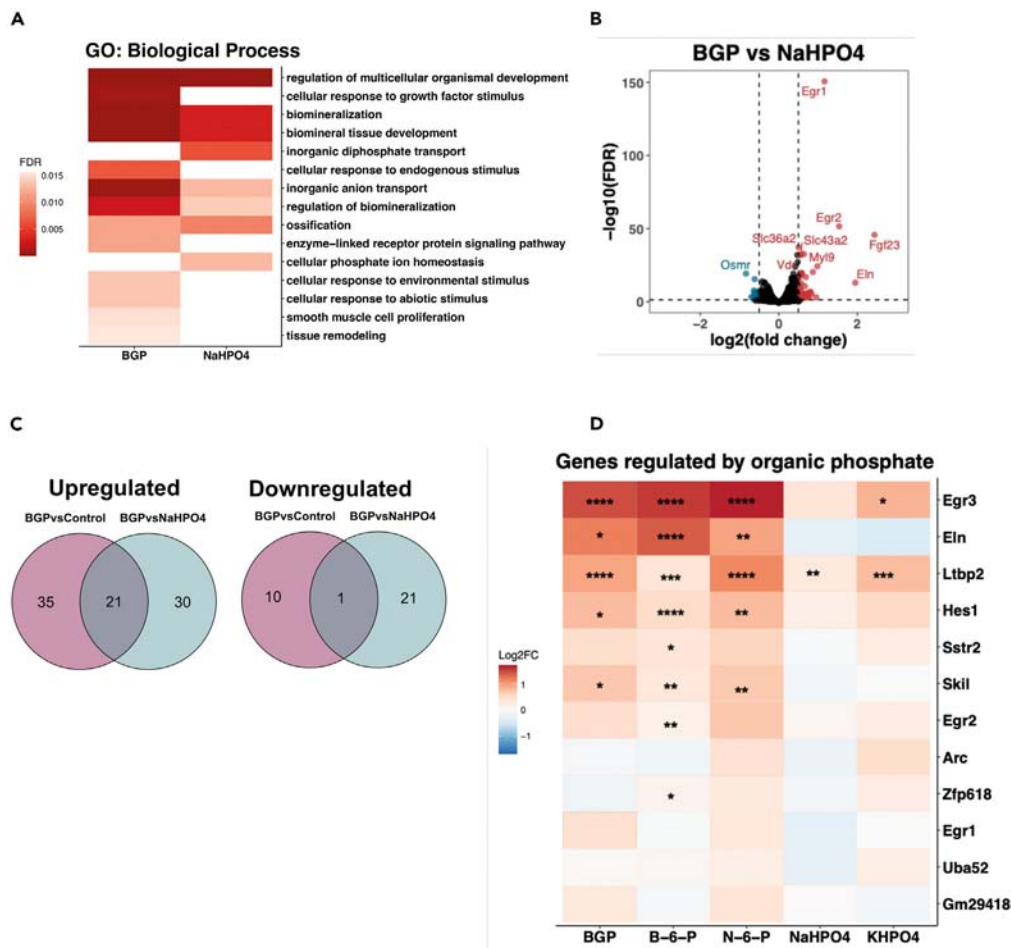 A
GO: Biological Process
regulation of multicellular organismal development
cellular response to growth factor stimulus
biomineralization
biomineral tissue development
inorganic diphosphate transport
cellular response to endogenous stimulus
inorganic anion transport
regulation of biomineralization
ossification
enzyme-linked receptor protein signaling pathway
cellular phosphate ion homeostasis
cellular response to environmental stimulus
cellular response to abiotic stimulus
smooth muscle cell proliferation
tissue remodeling
FDR
0.015
0.010
0.005
BGP NaHPO4
B
BGP vs NaHPO4
-log10(FDR)
150
100
50
0
Egr1
Egr2
Slc36a2 Slc43a2
Fgf23
Osmr Myl9
Eln
-2 0 2
log2(fold change)
C
Upregulated
BGPvsControl BGPvsNaHPO4
35 21 30
Downregulated
BGPvsControl BGPvsNaHPO4
10 1 21
D
Genes regulated by organic phosphate
Log2FC
1
0
-1
**** **** **** * Egr3
* **** ** Eln
**** *** **** ** *** Ltbp2
* **** ** Hes1
* Sstr2
* ** ** Skil
** Egr2
Arc
* Zfp618
Egr1
Uba52
Gm29418
BGP B-6-P N-6-P NaHPO4 KHPO4